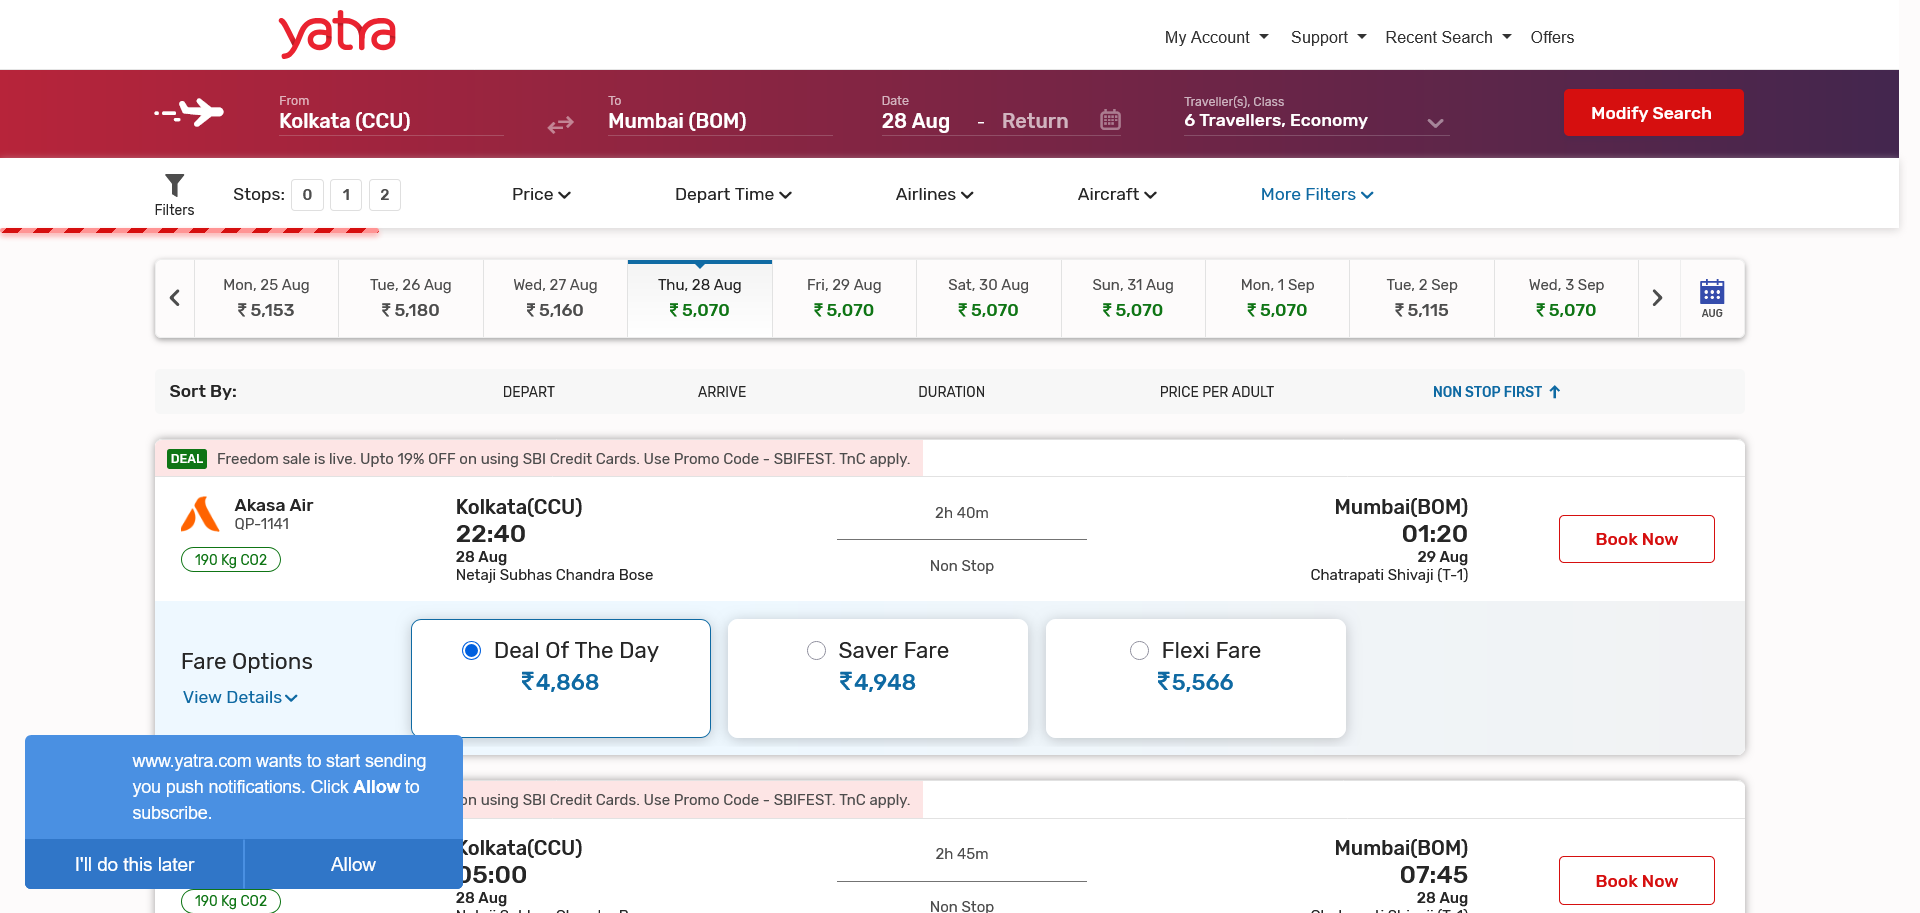 yatra
My Account Support Recent Search Offers
From
Kolkata (CCU)
To
Mumbai (BOM)
Date
28 Aug - Return
Traveller(s), Class
6 Travellers, Economy
Modify Search
Filters
Stops: 0 1 2
Price
Depart Time
Airlines
Aircraft
More Filters
Mon, 25 Aug
₹ 5,153
Tue, 26 Aug
₹ 5,180
Wed, 27 Aug
₹ 5,160
Thu, 28 Aug
₹ 5,070
Fri, 29 Aug
₹ 5,070
Sat, 30 Aug
₹ 5,070
Sun, 31 Aug
₹ 5,070
Mon, 1 Sep
₹ 5,070
Tue, 2 Sep
₹ 5,115
Wed, 3 Sep
₹ 5,070
AUG
Sort By: DEPART ARRIVE DURATION PRICE PER ADULT NON STOP FIRST
DEAL Freedom sale is live. Upto 19% OFF on using SBI Credit Cards. Use Promo Code - SBIFEST. TnC apply.
Akasa Air
QP-1141
190 Kg CO2
Kolkata(CCU)
22:40
28 Aug
Netaji Subhas Chandra Bose
2h 40m
Non Stop
Mumbai(BOM)
01:20
29 Aug
Chatrapati Shivaji (T-1)
Book Now
Fare Options
View Details
Deal Of The Day
₹4,868
Saver Fare
₹4,948
Flexi Fare
₹5,566
www.yatra.com wants to start sending
you push notifications. Click Allow to
subscribe.
I'll do this later
Allow
on using SBI Credit Cards. Use Promo Code - SBIFEST. TnC apply.
190 Kg CO2
Kolkata(CCU)
05:00
28 Aug
2h 45m
Non Stop
Mumbai(BOM)
07:45
28 Aug
Book Now